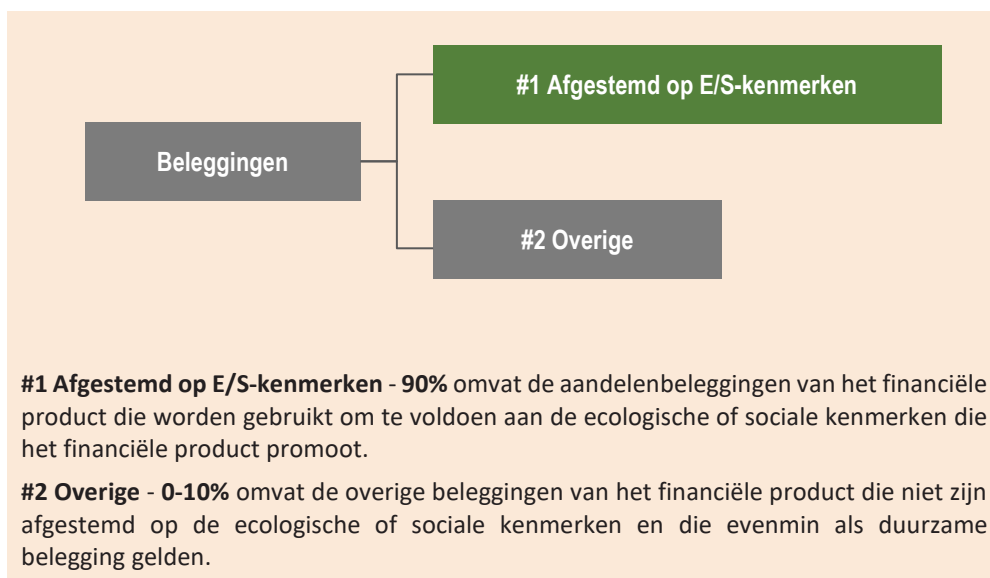 #1 Afgestemd op E/S-kenmerken
Beleggingen
#2 Overige
#1 Afgestemd op E/S-kenmerken - 90% omvat de aandelenbeleggingen van het financiële
product die worden gebruikt om te voldoen aan de ecologische of sociale kenmerken die
het financiële product promoot.
#2 Overige - 0-10% omvat de overige beleggingen van het financiële product die niet zijn
afgestemd op de ecologische of sociale kenmerken en die evenmin als duurzame
belegging gelden.